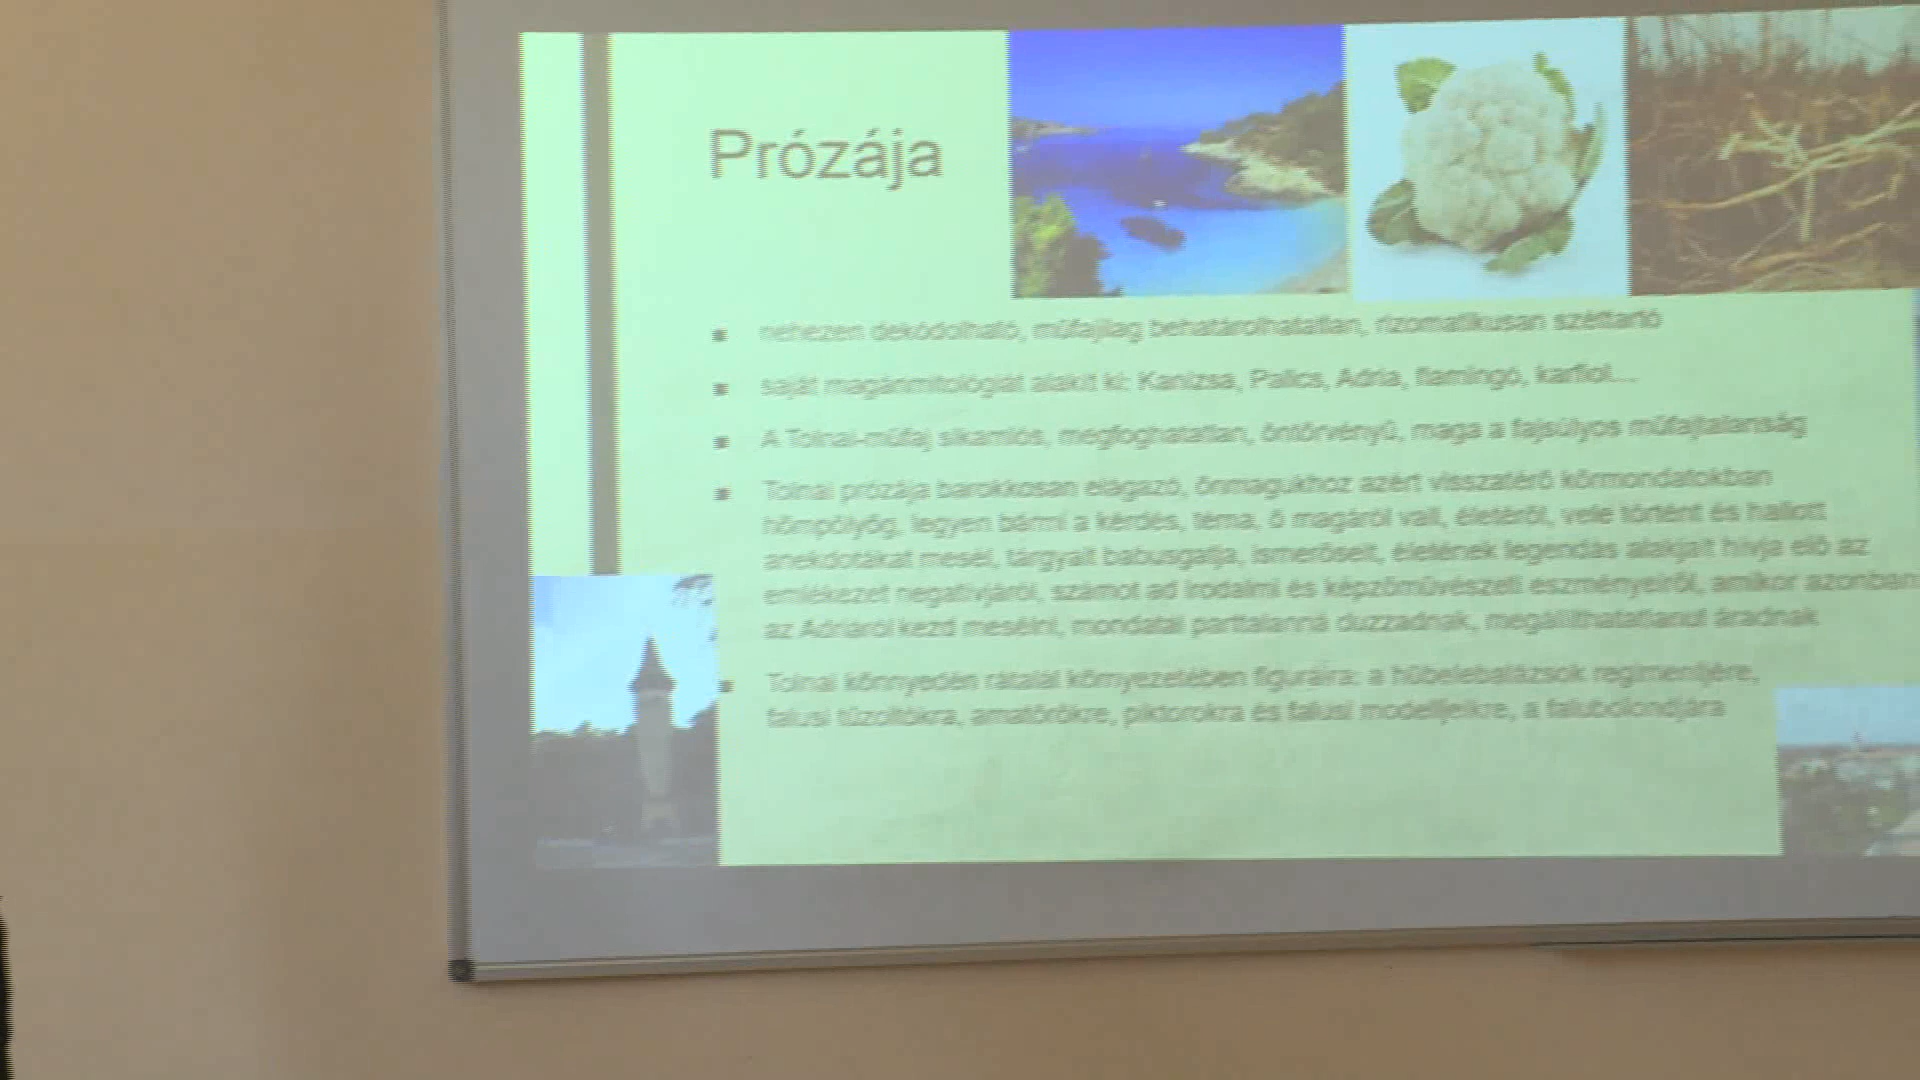 Prózája
nehezen dekódolható, műfajilag behatárolhatatlan, rizomatikusan széttartó
saját magánmitológiát alakít ki: Kanizsa, Palics, Adria, flamingó, karfiol…
A Tolnai-műfaj sikamlós, megfoghatatlan, öntörvényű, maga a fajsúlyos műfajtalanság
Tolnai prózája barokkosan elágazó, önmagukhoz azért visszatérő körmondatokban
hömpölyög, legyen bármi a kérdés, téma, ő magáról vall, életéről, vele történt és hallott
anekdotákat mesél, tárgyait babusgatja, ismerőseit, életének legendás alakjait hívja elő az
emlékezet negatívjáról, számot ad irodalmi és képzőművészeti eszményeiről, amikor azonban
az Adriáról kezd mesélni, mondatai parttalanná duzzadnak, megállíthatatlanul áradnak
Tolnai könnyedén rátalál környezetében figuráira: a hübelebalázsok regimentjére,
falusi tűzoltókra, amatőrökre, piktorokra és falusi modelljeikre, a falubolondjára